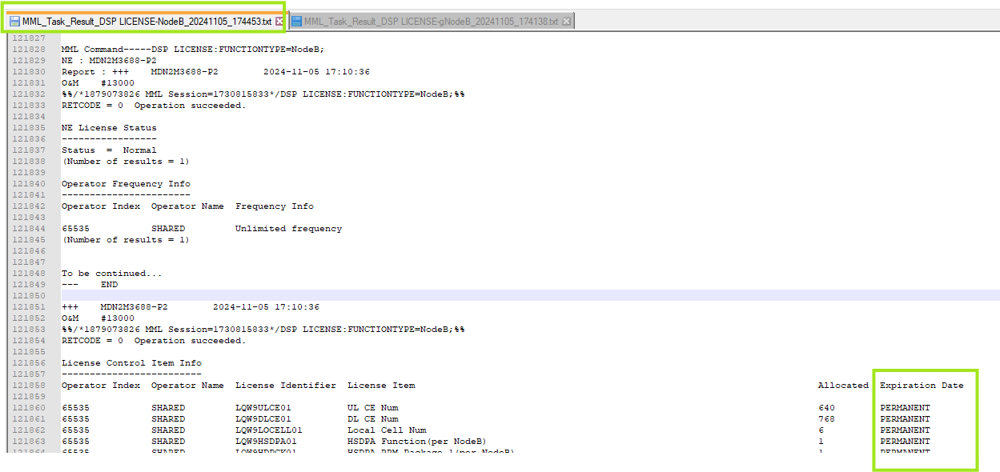 MML_Task_Result_DSP LICENSE-NodeB_20241105_174453.txt MML_Task_Result_DSP LICENSE-gNodeB_20241105_174138.txt
121827
121828 MML Command-----DSP LICENSE:FUNCTIONTYPE=NodeB;
121829 NE : MDN2M3688-P2
121830 Report : +++ MDN2M3688-P2 2024-11-05 17:10:36
121831 O&M #13000
121832 %%/*1879073826 MML Session=1730815833*/DSP LICENSE:FUNCTIONTYPE=NodeB;%%
121833 RETCODE = 0 Operation succeeded.
121834
121835 NE License Status
121836 -----------------
121837 Status = Normal
121838 (Number of results = 1)
121839
121840 Operator Frequency Info
121841 -----------------------
121842 Operator Index Operator Name Frequency Info
121843
121844 65535 SHARED Unlimited frequency
121845 (Number of results = 1)
121846
121847
121848 To be continued...
121849 --- END
121850
121851 +++ MDN2M3688-P2 2024-11-05 17:10:36
121852 O&M #13000
121853 %%/*1879073826 MML Session=1730815833*/DSP LICENSE:FUNCTIONTYPE=NodeB;%%
121854 RETCODE = 0 Operation succeeded.
121855
121856 License Control Item Info
121857 -------------------------
121858 Operator Index Operator Name License Identifier License Item Allocated Expiration Date
121859
121860 65535 SHARED LQW9ULCE01 UL CE Num 640 PERMANENT
121861 65535 SHARED LQW9DLCE01 DL CE Num 768 PERMANENT
121862 65535 SHARED LQW9LOCELL01 Local Cell Num 6 PERMANENT
121863 65535 SHARED LQW9HSDPA01 HSDPA Function(per NodeB) 1 PERMANENT
121864 65535 SHARED 1 PERMANENT